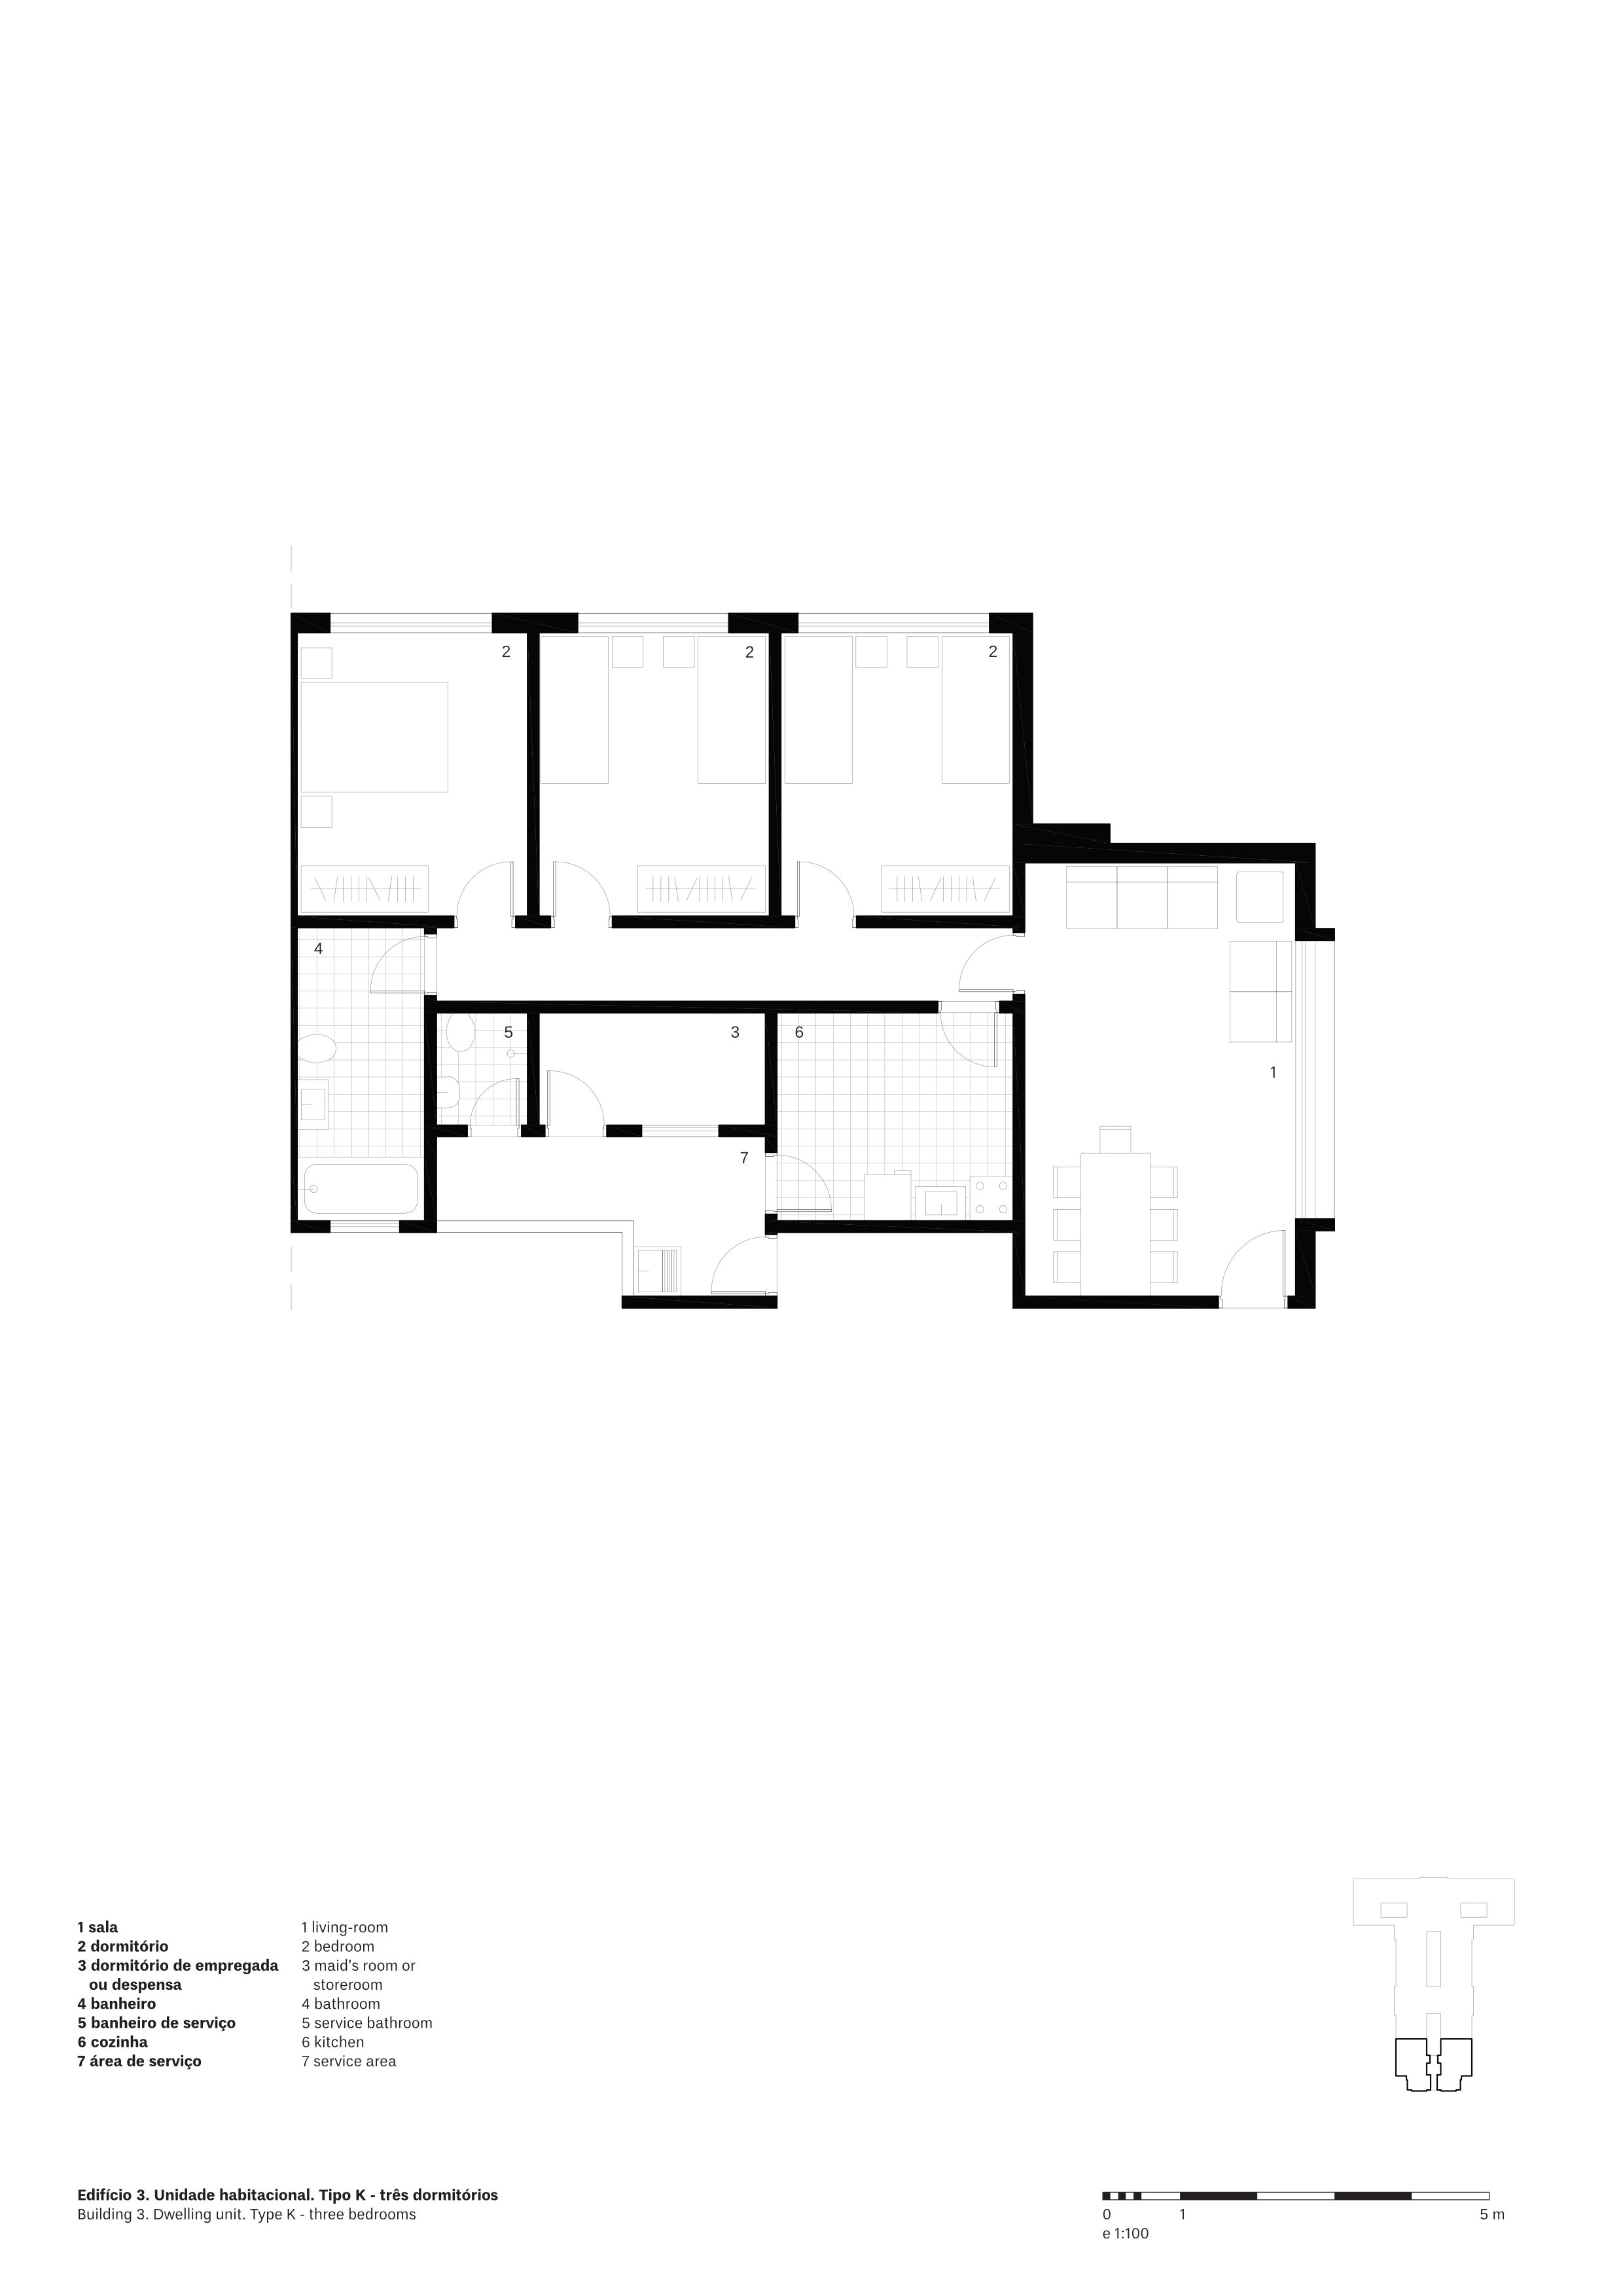 2
2
2
4
5
3
6
1
7
1 sala
2 dormitório
3 dormitório de empregada
ou despensa
4 banheiro
5 banheiro de serviço
6 cozinha
7 área de serviço
1 living-room
2 bedroom
3 maid's room or
storeroom
4 bathroom
5 service bathroom
6 kitchen
7 service area
Edifício 3. Unidade habitacional. Tipo K - três dormitórios
Building 3. Dwelling unit. Type K - three bedrooms
0 1 5 m
e 1:100